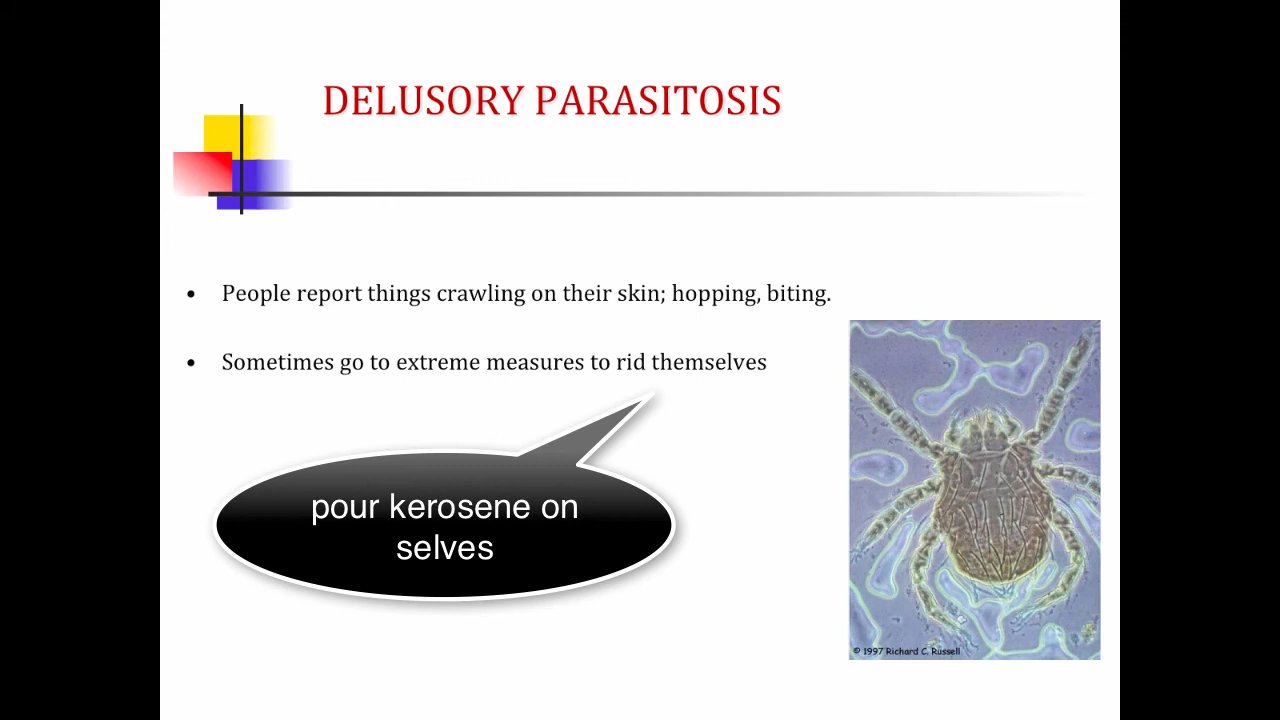 DELUSORY PARASITOSIS
• People report things crawling on their skin; hopping, biting.
• Sometimes go to extreme measures to rid themselves
pour kerosene on
selves
© 1997 Richard C. Russell